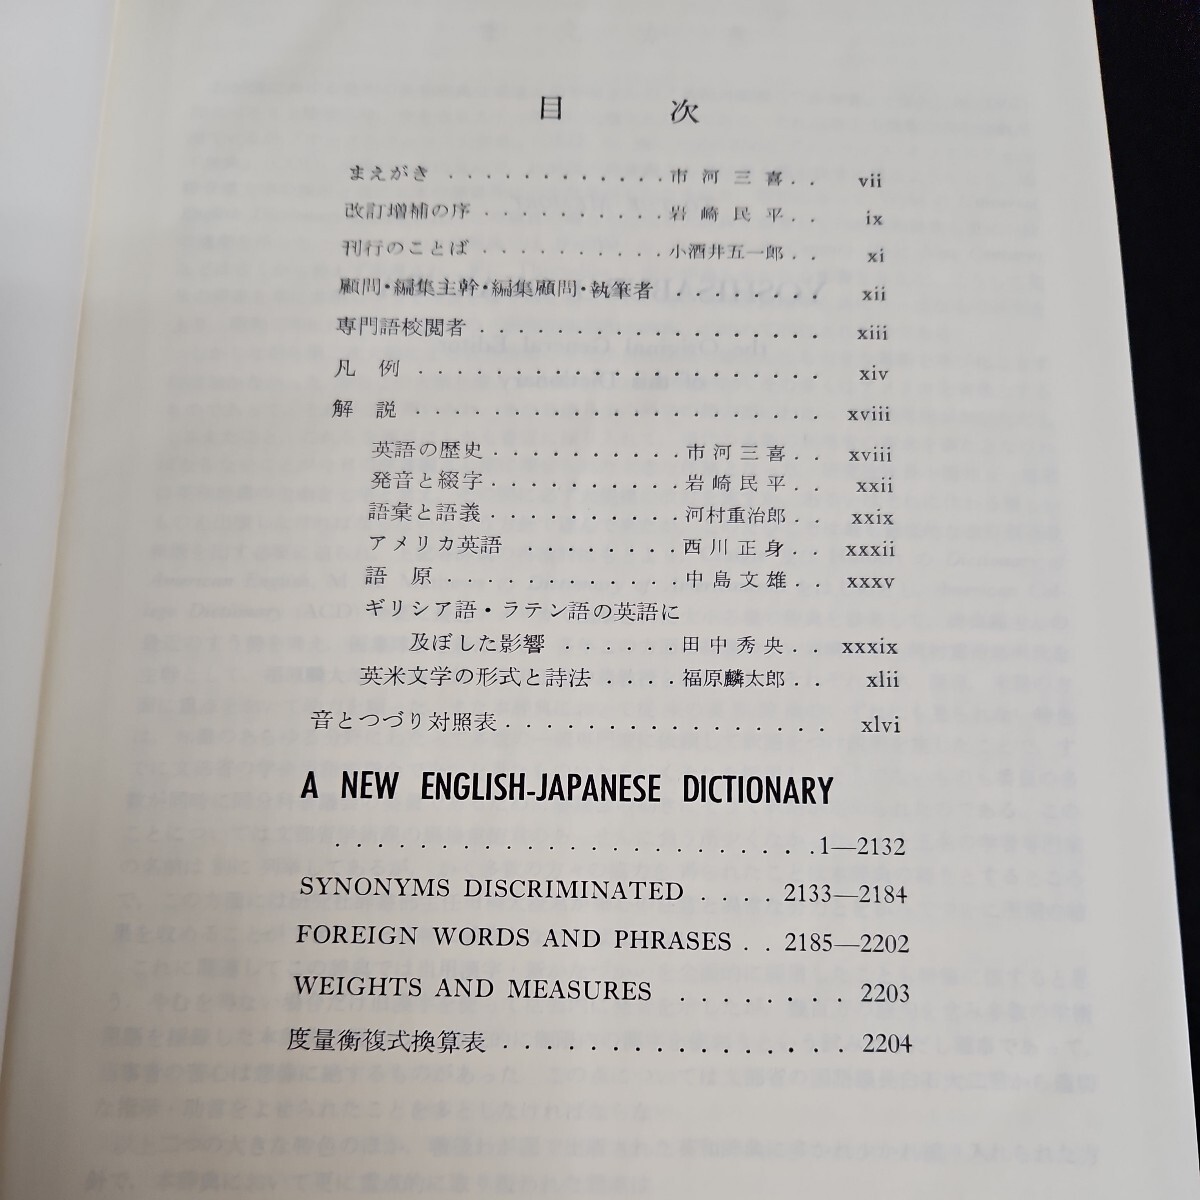 目 次
まえがき . . . . . . . . . . . . 市河三喜 . . vii
改訂増補の序 . . . . . . . . . . 岩崎民平 . . ix
刊行のことば . . . . . . . . . . 小酒井五一郎 . . xi
顧問・編集主幹・編集顧問・執筆者 . . . . . . . . xii
専門語校閲者 . . . . . . . . . . . . . . . . . . xiii
凡 例 . . . . . . . . . . . . . . . . . . . . . xiv
解 説 . . . . . . . . . . . . . . . . . . . . . xviii
英語の歴史 . . . . . . . . . . 市河三喜 . . xviii
発音と綴字 . . . . . . . . . . 岩崎民平 . . xxii
語彙と語義 . . . . . . . . . . 河村重治郎 . . xxix
アメリカ英語 . . . . . . . . 西川正身 . . xxxii
語 原 . . . . . . . . . . . . 中島文雄 . . xxxv
ギリシア語・ラテン語の英語に
及ぼした影響 . . . . . . 田中秀央 . . xxxix
英米文学の形式と詩法 . . . . 福原麟太郎 . . xlii
音とつづり対照表 . . . . . . . . . . . . . . . . . xlvi
A NEW ENGLISH-JAPANESE DICTIONARY
. . . . . . . . . . . . . . . . . . . . . . . . . 1—2132
SYNONYMS DISCRIMINATED . . . . 2133—2184
FOREIGN WORDS AND PHRASES . . 2185—2202
WEIGHTS AND MEASURES . . . . . . . . 2203
度量衡複式換算表 . . . . . . . . . . . . . . . . . 2204